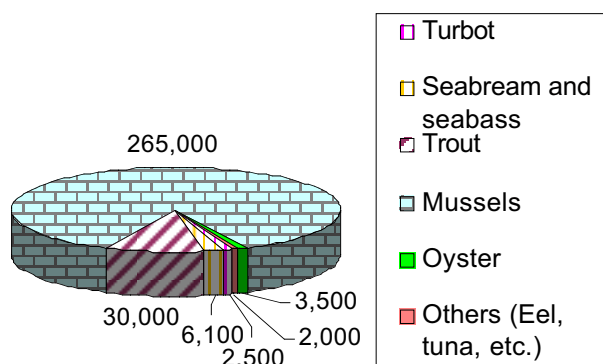 265,000
30,000
6,100
2,500
2,000
3,500
Turbot
Seabream and
seabass
Trout
Mussels
Oyster
Others (Eel,
tuna, etc.)